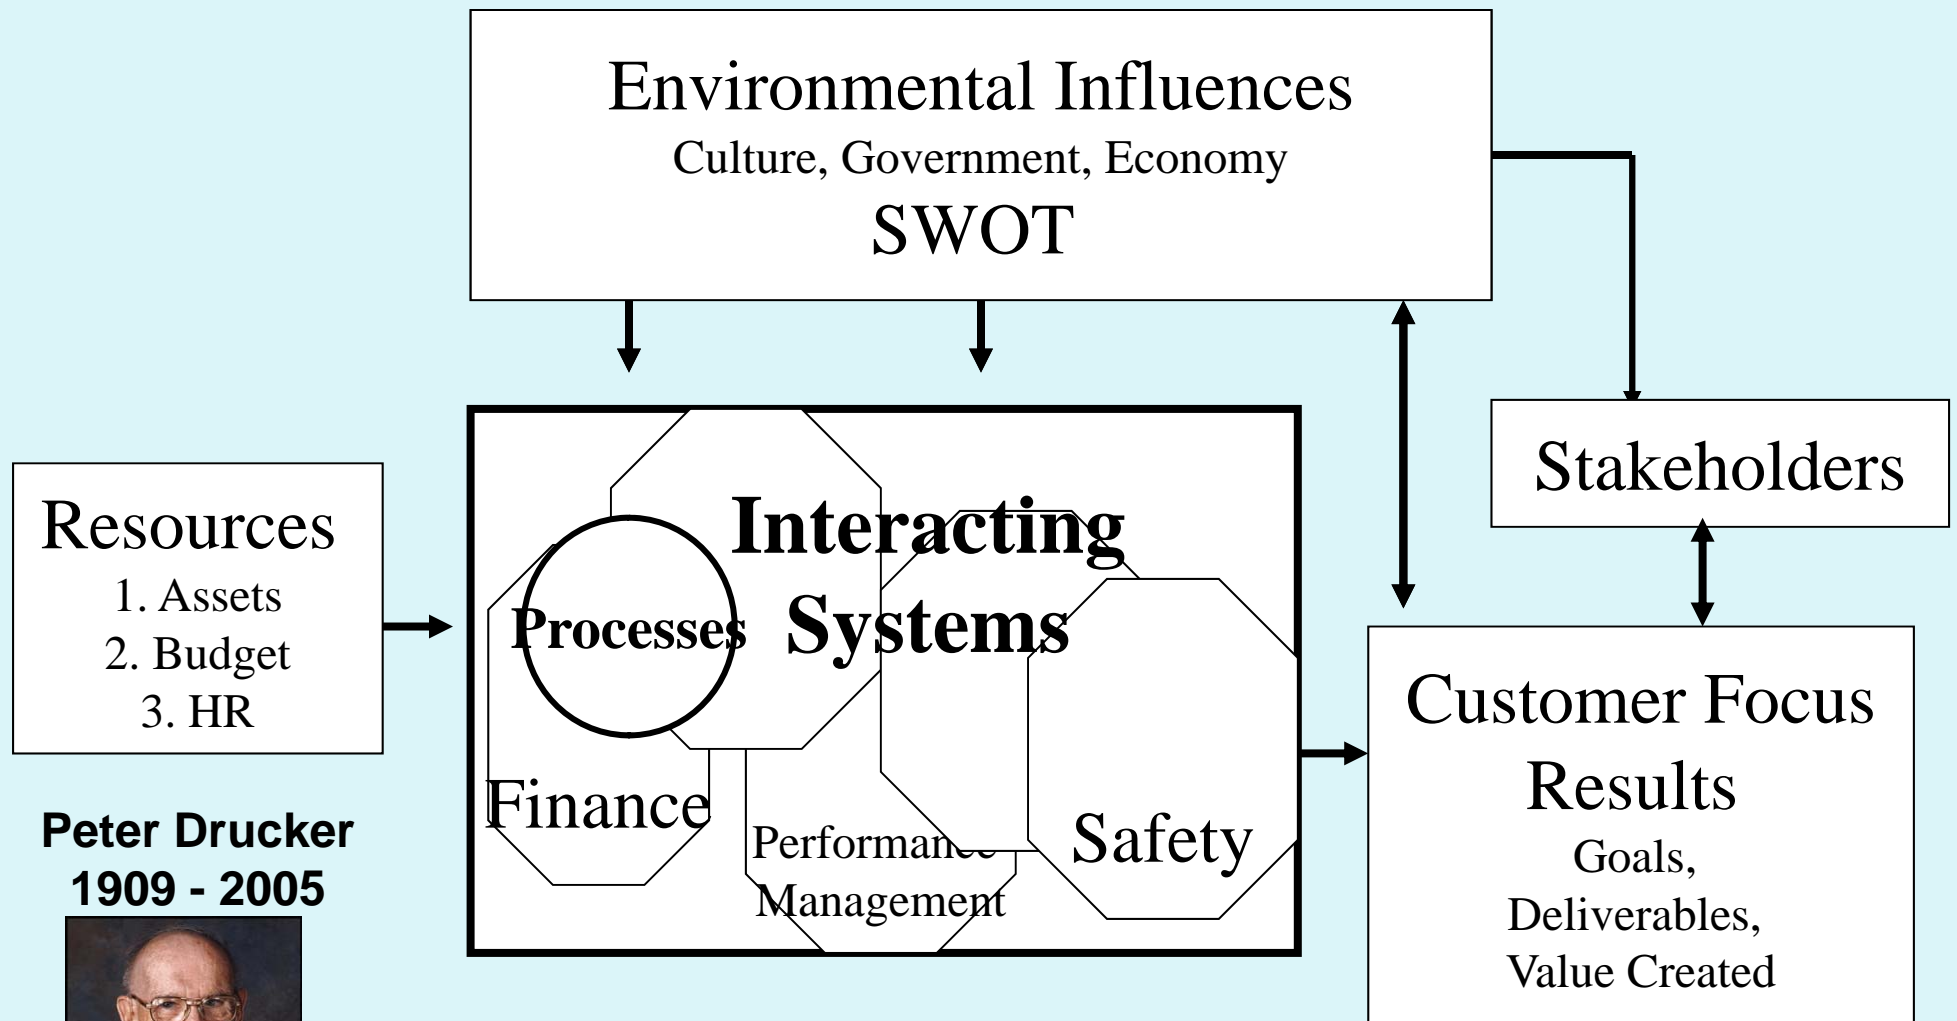 Environmental Influences
Culture, Government, Economy
SWOT
Stakeholders
Resources
1. Assets
2. Budget
3. HR
Interacting
Systems
Processes
Finance
Performance
Management
Safety
Customer Focus
Results
Goals,
Deliverables,
Value Created
Peter Drucker
1909 - 2005